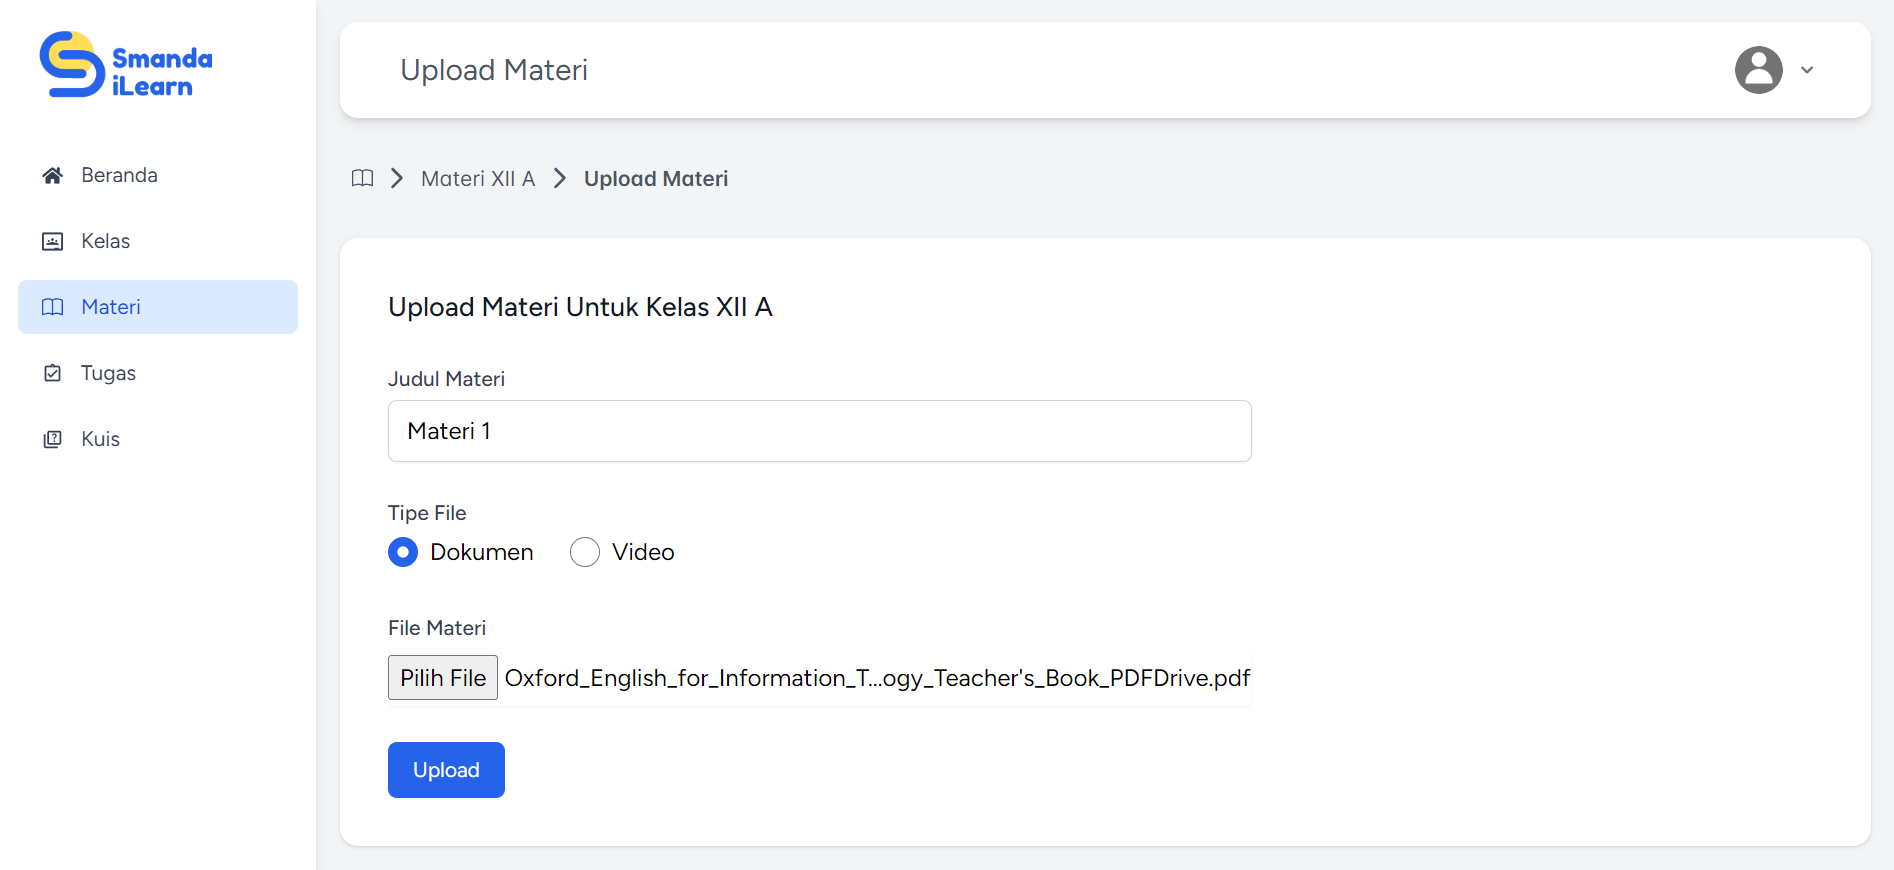 Smanda
iLearn
Beranda
Kelas
Materi
Tugas
Kuis
Upload Materi
Materi XII A
Upload Materi
Upload Materi Untuk Kelas XII A
Judul Materi
Materi 1
Tipe File
Dokumen Video
File Materi
Pilih File Oxford_English_for_Information_T...ogy_Teacher's_Book_PDFDrive.pdf
Upload